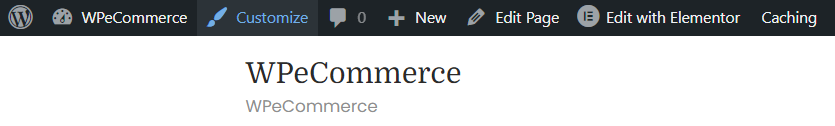 WPeCommerce Customize 0 New Edit Page Edit with Elementor Caching
WPeCommerce
WPeCommerce